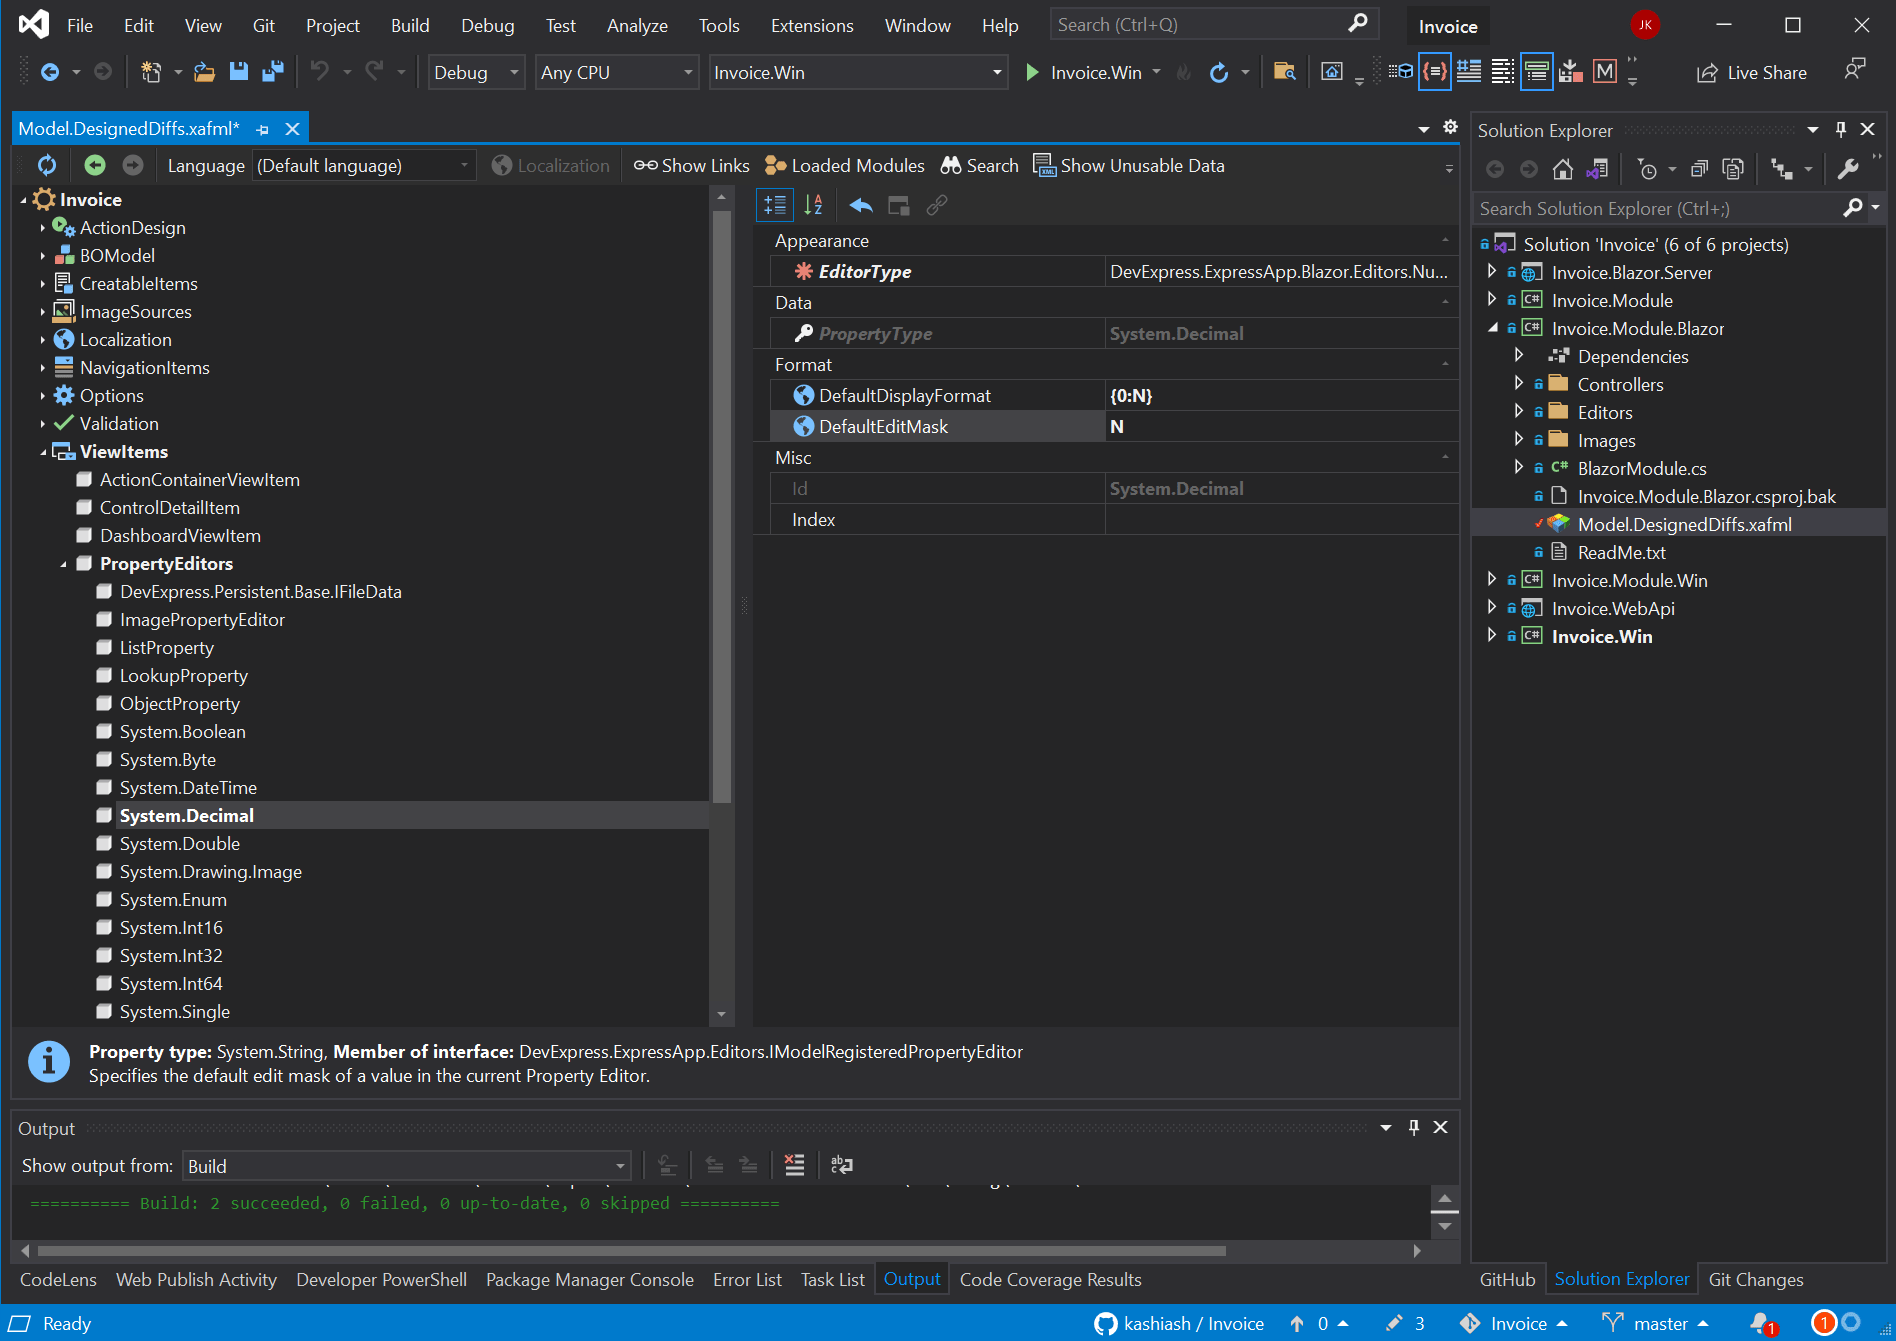 File Edit View Git Project Build Debug Test Analyze Tools Extensions Window Help Search (Ctrl+Q) Invoice JK
Debug Any CPU Invoice.Win Invoice.Win Live Share
Model.DesignedDiffs.xafml*
Language (Default language) Localization Show Links Loaded Modules Search Show Unusable Data
Invoice
ActionDesign
BOModel
CreatableItems
ImageSources
Localization
NavigationItems
Options
Validation
ViewItems
ActionContainerViewItem
ControlDetailItem
DashboardViewItem
PropertyEditors
DevExpress.Persistent.Base.IFileData
ImagePropertyEditor
ListProperty
LookupProperty
ObjectProperty
System.Boolean
System.Byte
System.DateTime
System.Decimal
System.Double
System.Drawing.Image
System.Enum
System.Int16
System.Int32
System.Int64
System.Single
Appearance
EditorType DevExpress.ExpressApp.Blazor.Editors.Nu...
Data
PropertyType System.Decimal
Format
DefaultDisplayFormat {0:N}
DefaultEditMask N
Misc
Id System.Decimal
Index
Property type: System.String, Member of interface: DevExpress.ExpressApp.Editors.IModelRegisteredPropertyEditor
Specifies the default edit mask of a value in the current Property Editor.
Output
Show output from: Build
========== Build: 2 succeeded, 0 failed, 0 up-to-date, 0 skipped ==========
CodeLens Web Publish Activity Developer PowerShell Package Manager Console Error List Task List Output Code Coverage Results
Solution Explorer
Search Solution Explorer (Ctrl+;)
Solution 'Invoice' (6 of 6 projects)
Invoice.Blazor.Server
Invoice.Module
Invoice.Module.Blazor
Dependencies
Controllers
Editors
Images
BlazorModule.cs
Invoice.Module.Blazor.csproj.bak
Model.DesignedDiffs.xafml
ReadMe.txt
Invoice.Module.Win
Invoice.WebApi
Invoice.Win
GitHub Solution Explorer Git Changes
Ready kashiash / Invoice 0 3 Invoice master 1 1